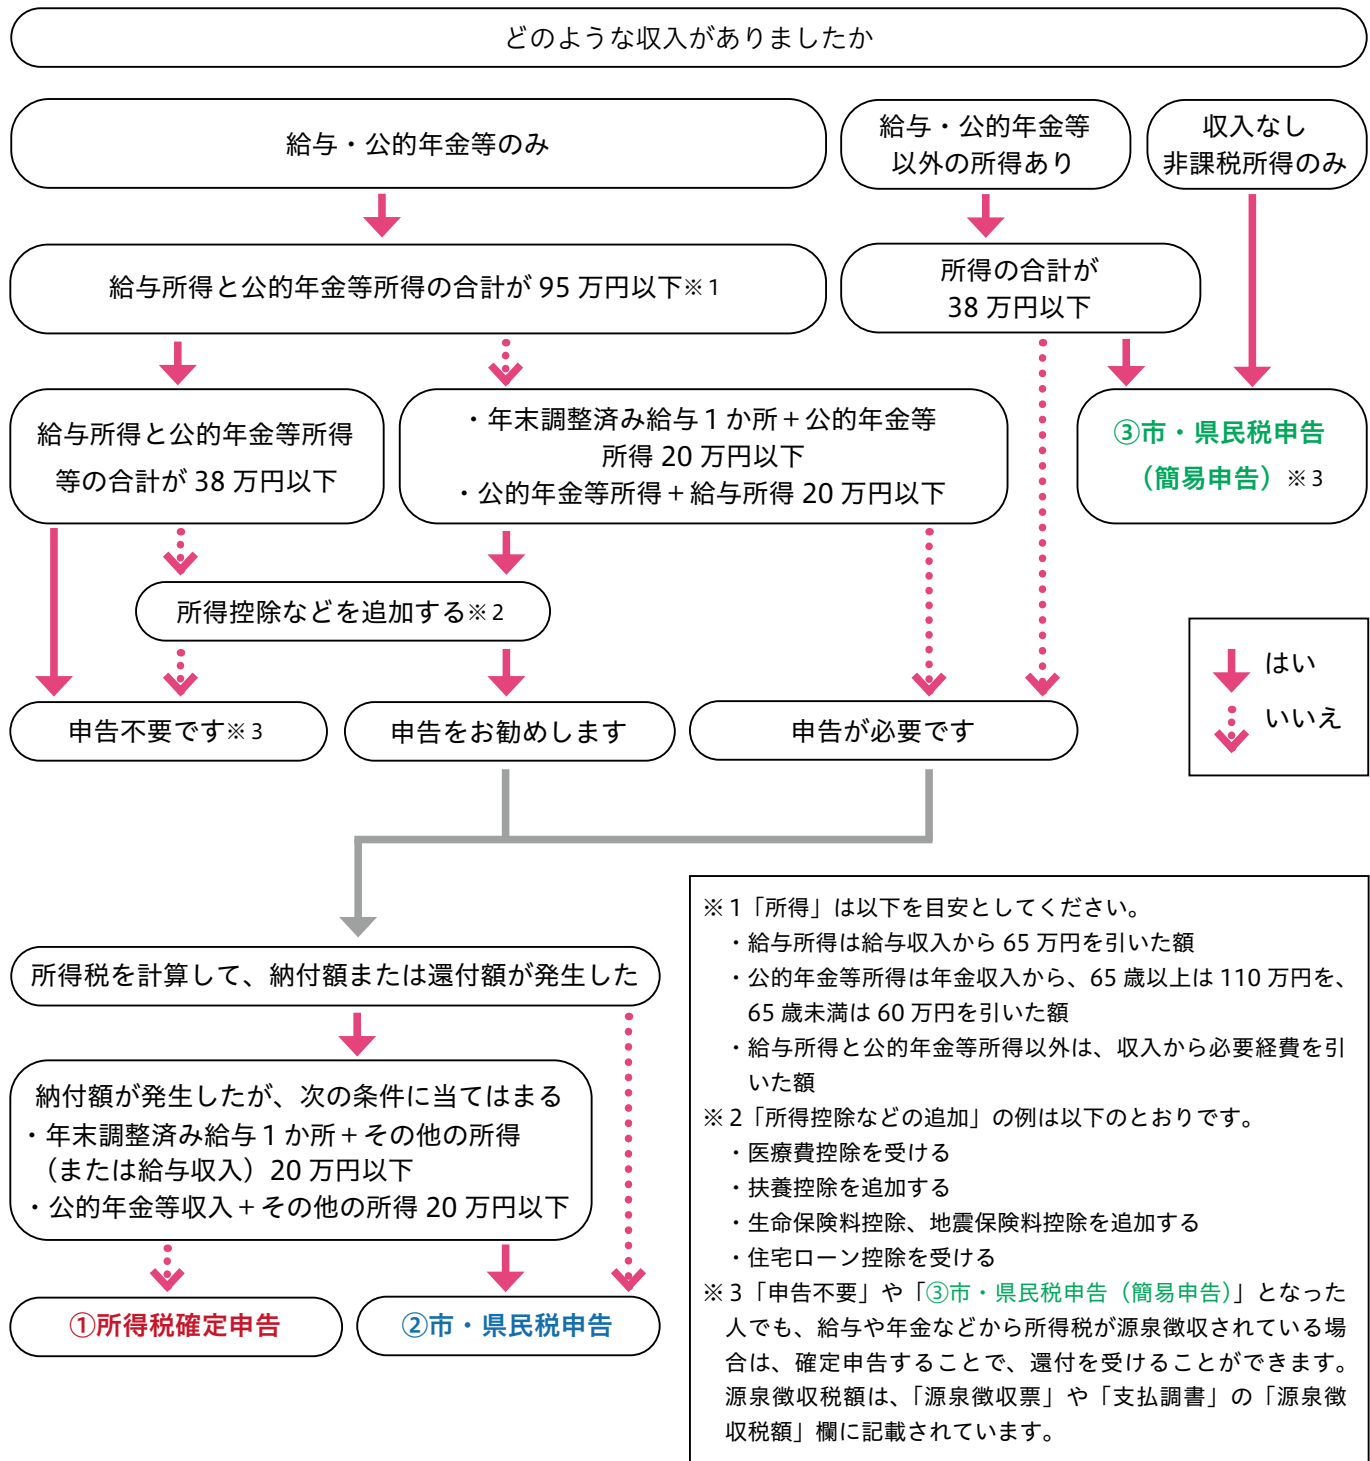 どのような収入がありましたか
給与・公的年金等のみ
給与・公的年金等
以外の所得あり
収入なし
非課税所得のみ
給与所得と公的年金等所得の合計が 95 万円以下※1
所得の合計が
38 万円以下
給与所得と公的年金等所得
等の合計が 38 万円以下
・年末調整済み給与1か所+公的年金等
所得 20 万円以下
・公的年金等所得+給与所得 20 万円以下
③市・県民税申告
（簡易申告）※3
所得控除などを追加する※2
はい
いいえ
申告不要です※3
申告をお勧めします
申告が必要です
所得税を計算して、納付額または還付額が発生した
納付額が発生したが、次の条件に当てはまる
・年末調整済み給与1か所+その他の所得
（または給与収入）20 万円以下
・公的年金等収入+その他の所得 20 万円以下
①所得税確定申告
②市・県民税申告
※1「所得」は以下を目安としてください。
・給与所得は給与収入から 65 万円を引いた額
・公的年金等所得は年金収入から、65 歳以上は 110 万円を、
65 歳未満は 60 万円を引いた額
・給与所得と公的年金等所得以外は、収入から必要経費を引
いた額
※2「所得控除などの追加」の例は以下のとおりです。
・医療費控除を受ける
・扶養控除を追加する
・生命保険料控除、地震保険料控除を追加する
・住宅ローン控除を受ける
※3「申告不要」や「③市・県民税申告（簡易申告）」となった
人でも、給与や年金などから所得税が源泉徴収されている場
合は、確定申告することで、還付を受けることができます。
源泉徴収税額は、「源泉徴収票」や「支払調書」の「源泉徴
収税額」欄に記載されています。